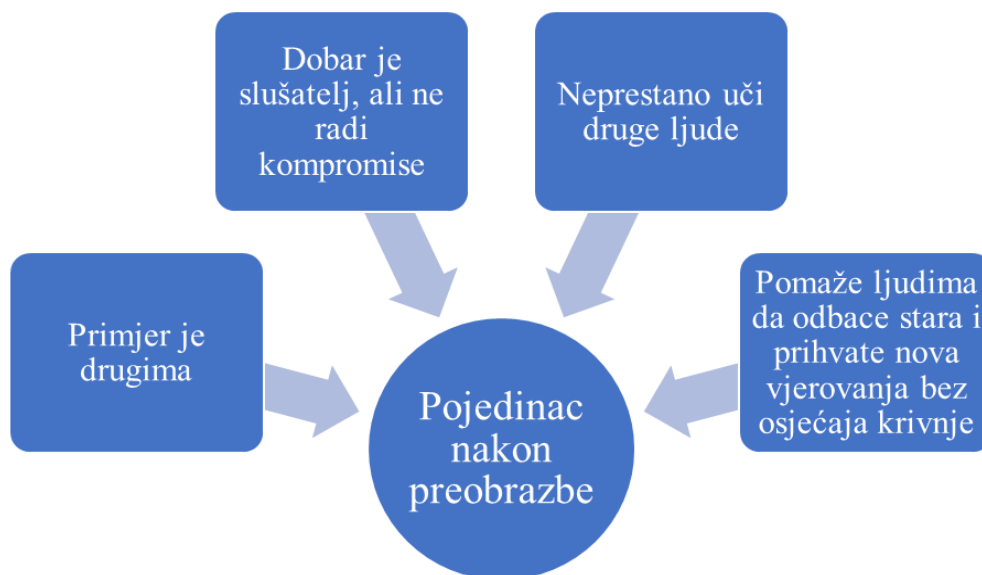 Dobar je
slušatelj, ali ne
radi
kompromise
Neprestano uči
druge ljude
Primjer je
drugima
Pomaže ljudima
da odbace stara i
prihvate nova
vjerovanja bez
osjećaja krivnje
Pojedinac
nakon
preobrazbe